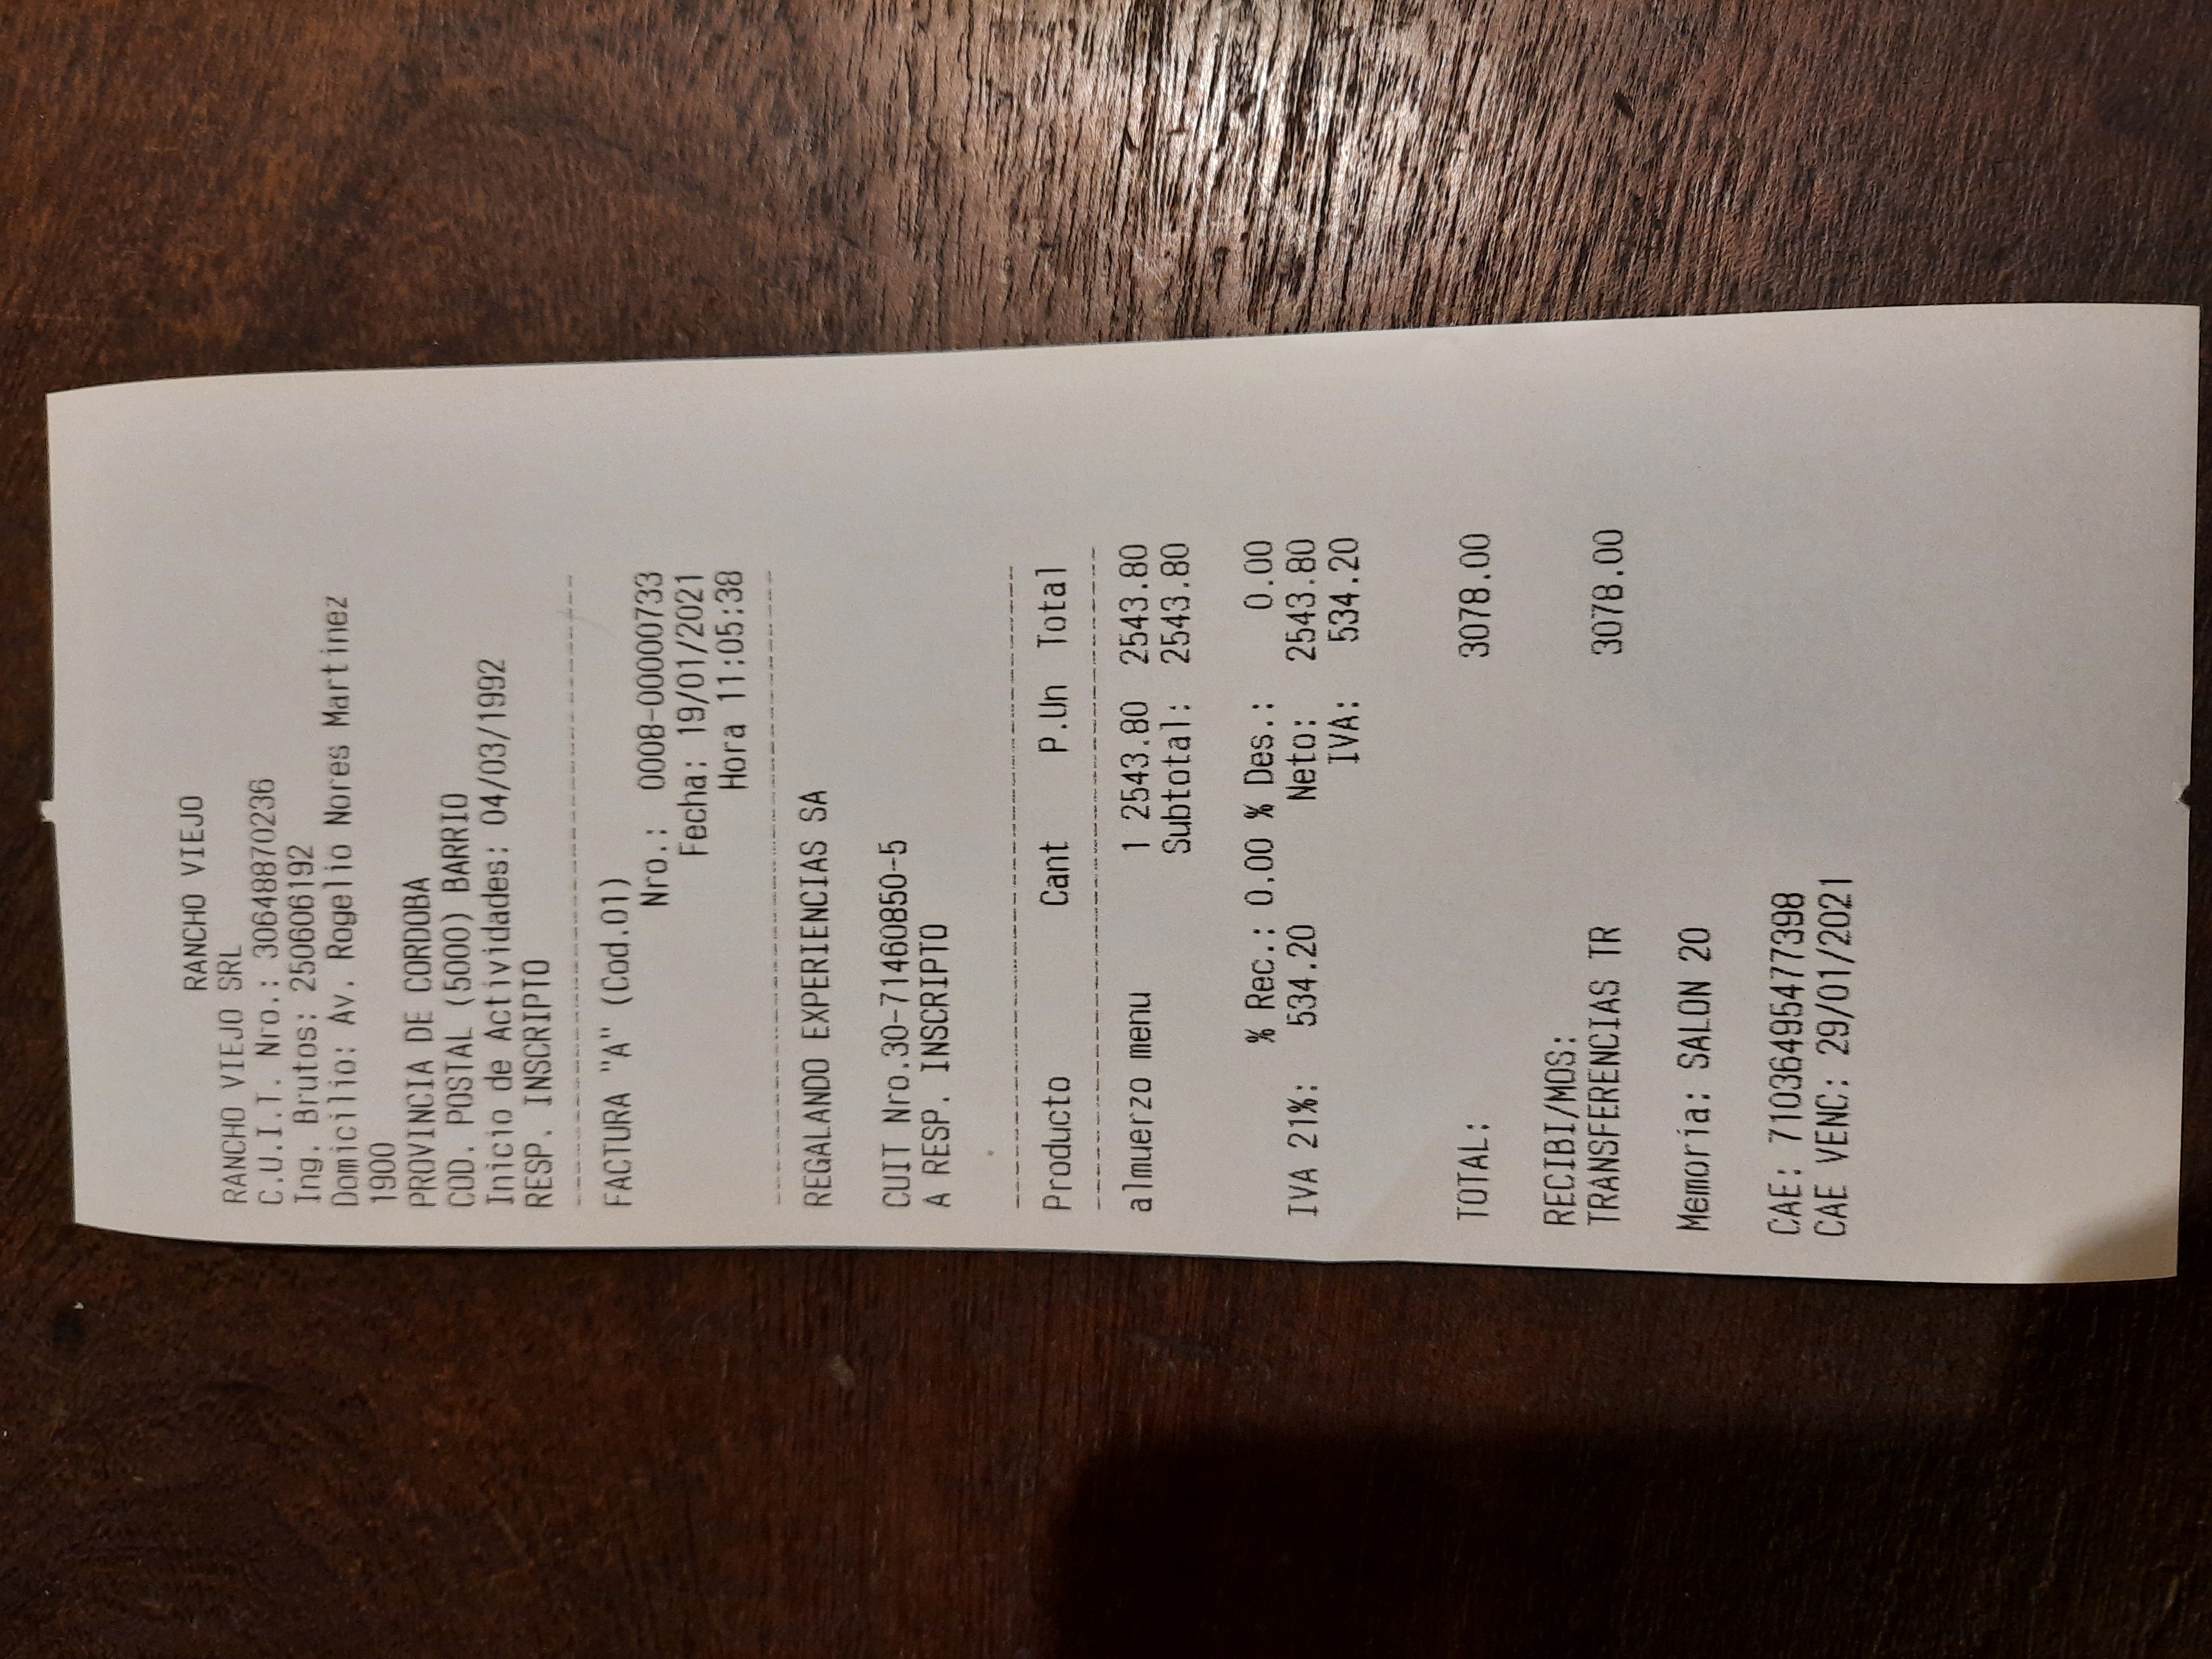 RANCHO VIEJO
RANCHO VIEJO SRL
C.U.I.T. Nro.: 30648870236
Ing. Brutos: 250606192
Domicilio: Av. Rogelio Nores Martinez
1900
PROVINCIA DE CORDOBA
COD. POSTAL (5000) BARRIO
Inicio de Actividades: 04/03/1992
RESP. INSCRIPTO
FACTURA "A" (Cod.01)
Nro.: 0008-00000733
Fecha: 19/01/2021
Hora 11:05:38
REGALANDO EXPERIENCIAS SA
CUIT Nro.30-71460850-5
A RESP. INSCRIPTO
Producto Cant P.Un Total
almuerzo menu 1 2543.80 2543.80
Subtotal: 2543.80
% Rec.: 0.00 % Des.: 0.00
IVA 21%: 534.20 Neto: 2543.80
IVA: 534.20
TOTAL: 3078.00
RECIBI/MOS:
TRANSFERENCIAS TR 3078.00
Memoria: SALON 20
CAE: 71036495477398
CAE VENC: 29/01/2021